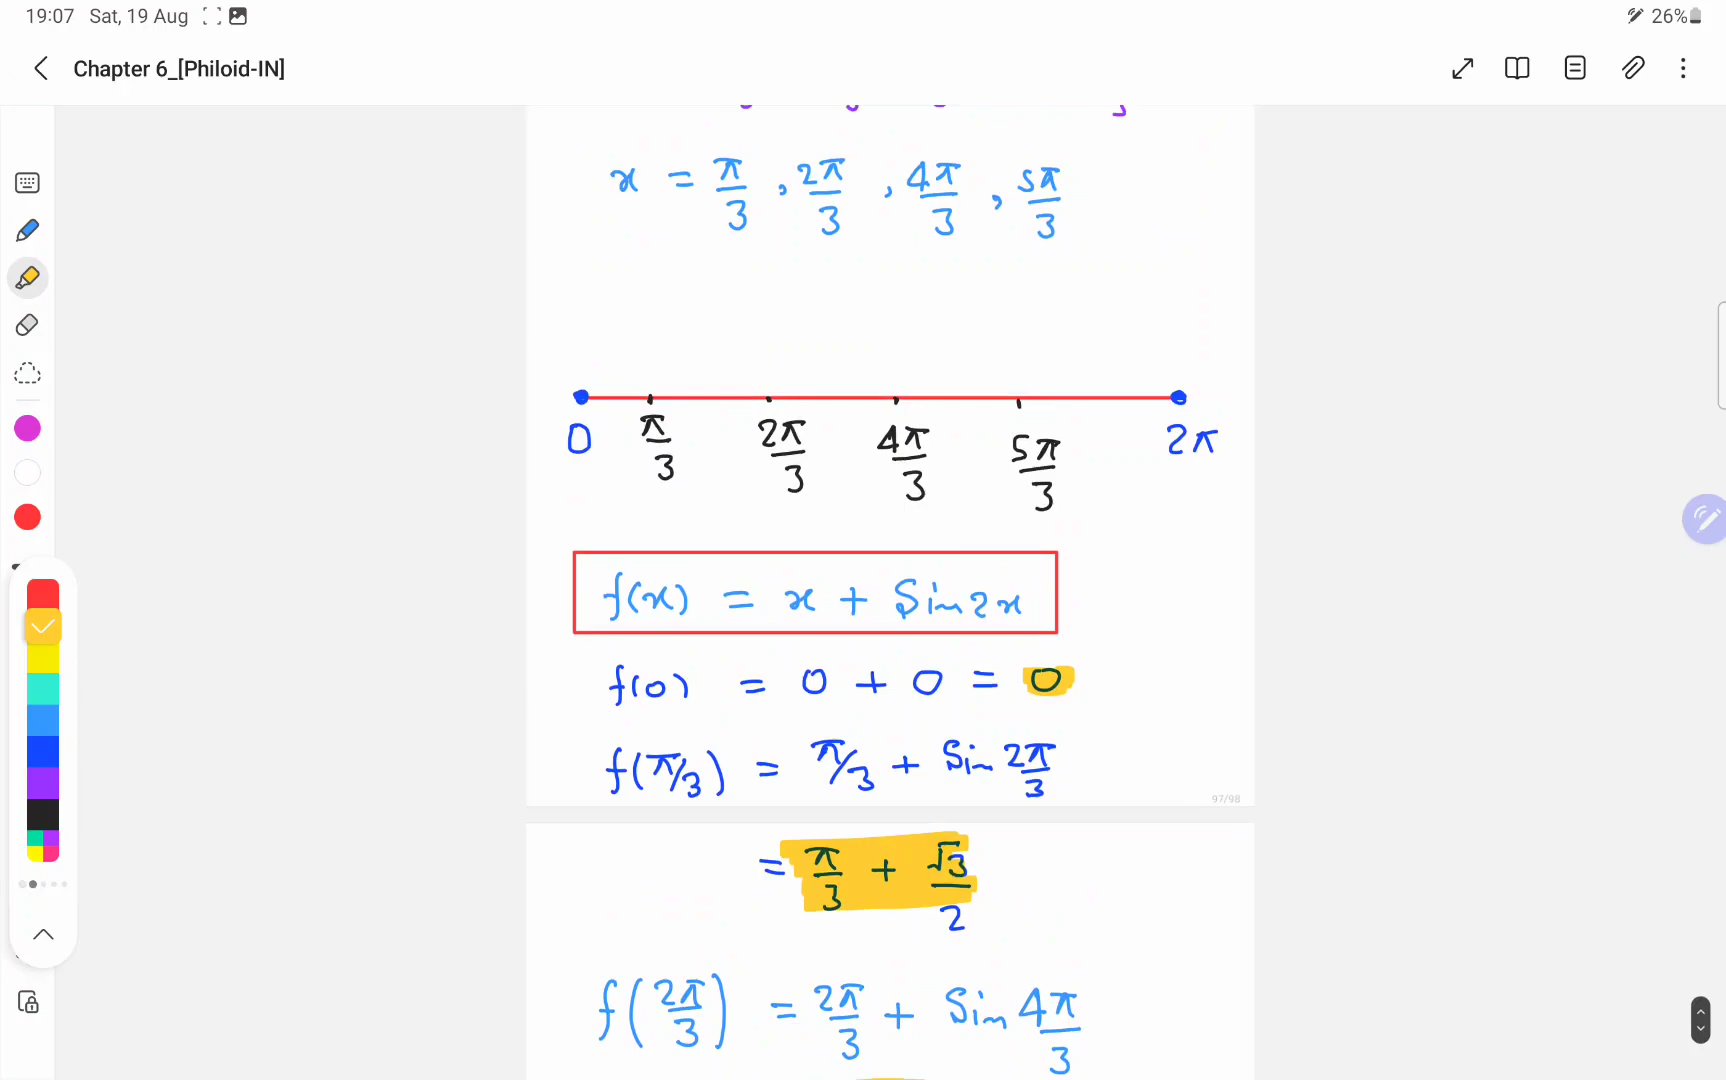 19:07 Sat, 19 Aug 26%
Chapter 6_[Philoid-IN]
x = π/3 , 2π/3 , 4π/3 , 5π/3
0 π/3 2π/3 4π/3 5π/3 2π
f(x) = x + Sin2x
f(0) = 0 + 0 = 0
f(π/3) = π/3 + Sin 2π/3
97/98
= π/3 + √3/2
f(2π/3) = 2π/3 + Sin 4π/3